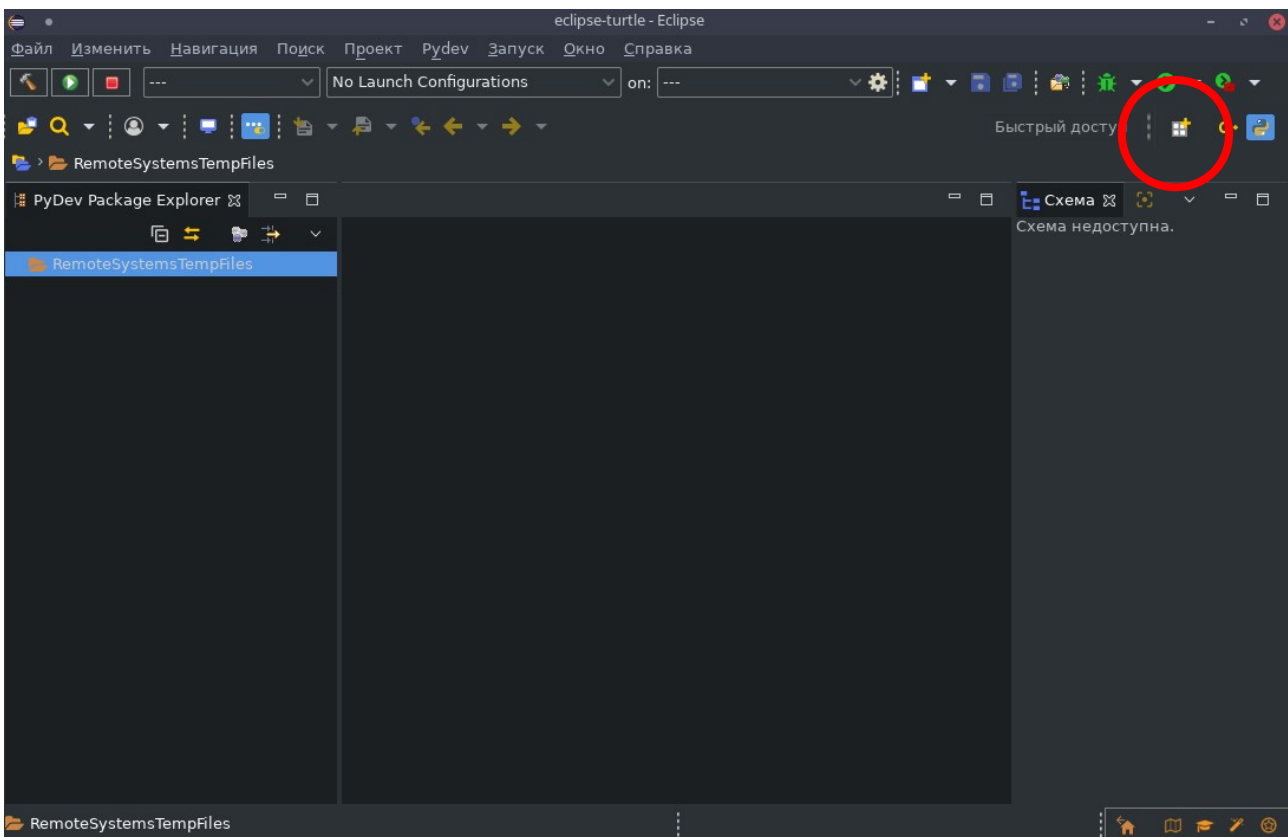 eclipse-turtle - Eclipse
Файл Изменить Навигация Поиск Проект Pydev Запуск Окно Справка
--- No Launch Configurations on: ---
Быстрый досту
RemoteSystemsTempFiles
PyDev Package Explorer Схема
Схема недоступна.
RemoteSystemsTempFiles
RemoteSystemsTempFiles